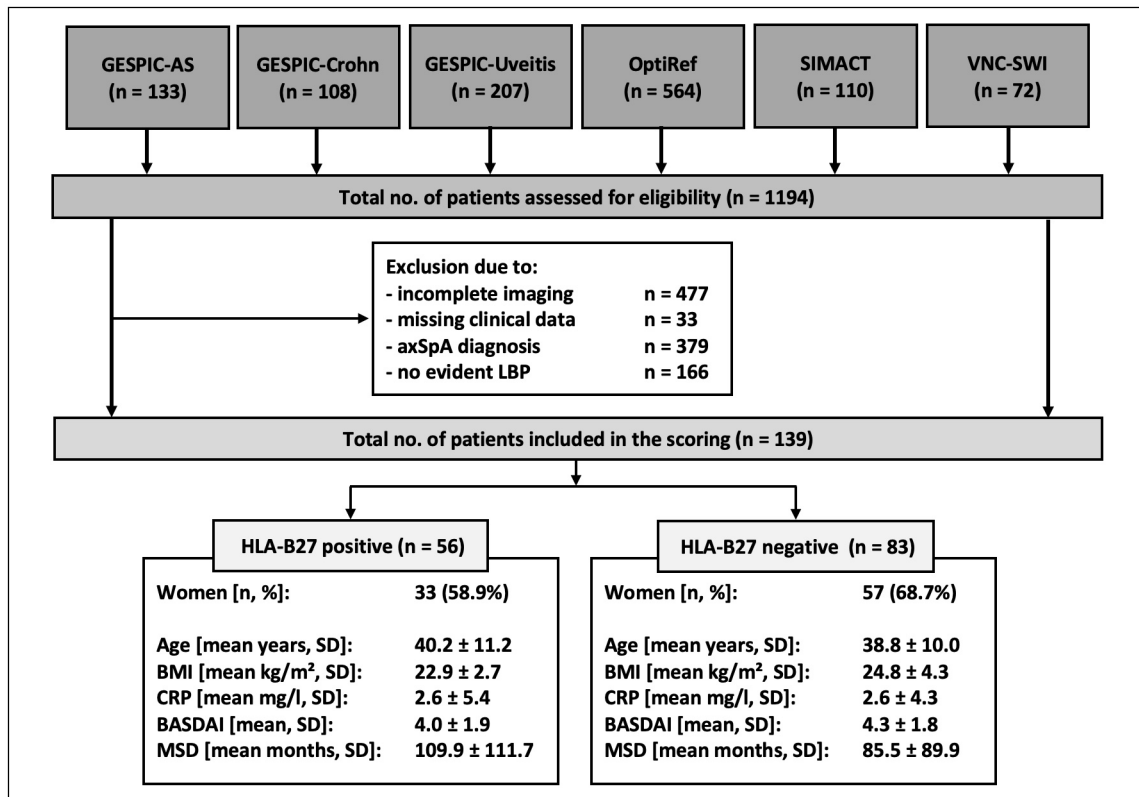 GESPIC-AS
(n = 133)
GESPIC-Crohn
(n = 108)
GESPIC-Uveitis
(n = 207)
OptiRef
(n = 564)
SIMACT
(n = 110)
VNC-SWI
(n = 72)
Total no. of patients assessed for eligibility (n = 1194)
Exclusion due to:
- incomplete imaging n = 477
- missing clinical data n = 33
- axSpA diagnosis n = 379
- no evident LBP n = 166
Total no. of patients included in the scoring (n = 139)
HLA-B27 positive (n = 56)
Women [n, %]: 33 (58.9%)
Age [mean years, SD]: 40.2 ± 11.2
BMI [mean kg/m², SD]: 22.9 ± 2.7
CRP [mean mg/l, SD]: 2.6 ± 5.4
BASDAI [mean, SD]: 4.0 ± 1.9
MSD [mean months, SD]: 109.9 ± 111.7
HLA-B27 negative (n = 83)
Women [n, %]: 57 (68.7%)
Age [mean years, SD]: 38.8 ± 10.0
BMI [mean kg/m², SD]: 24.8 ± 4.3
CRP [mean mg/l, SD]: 2.6 ± 4.3
BASDAI [mean, SD]: 4.3 ± 1.8
MSD [mean months, SD]: 85.5 ± 89.9